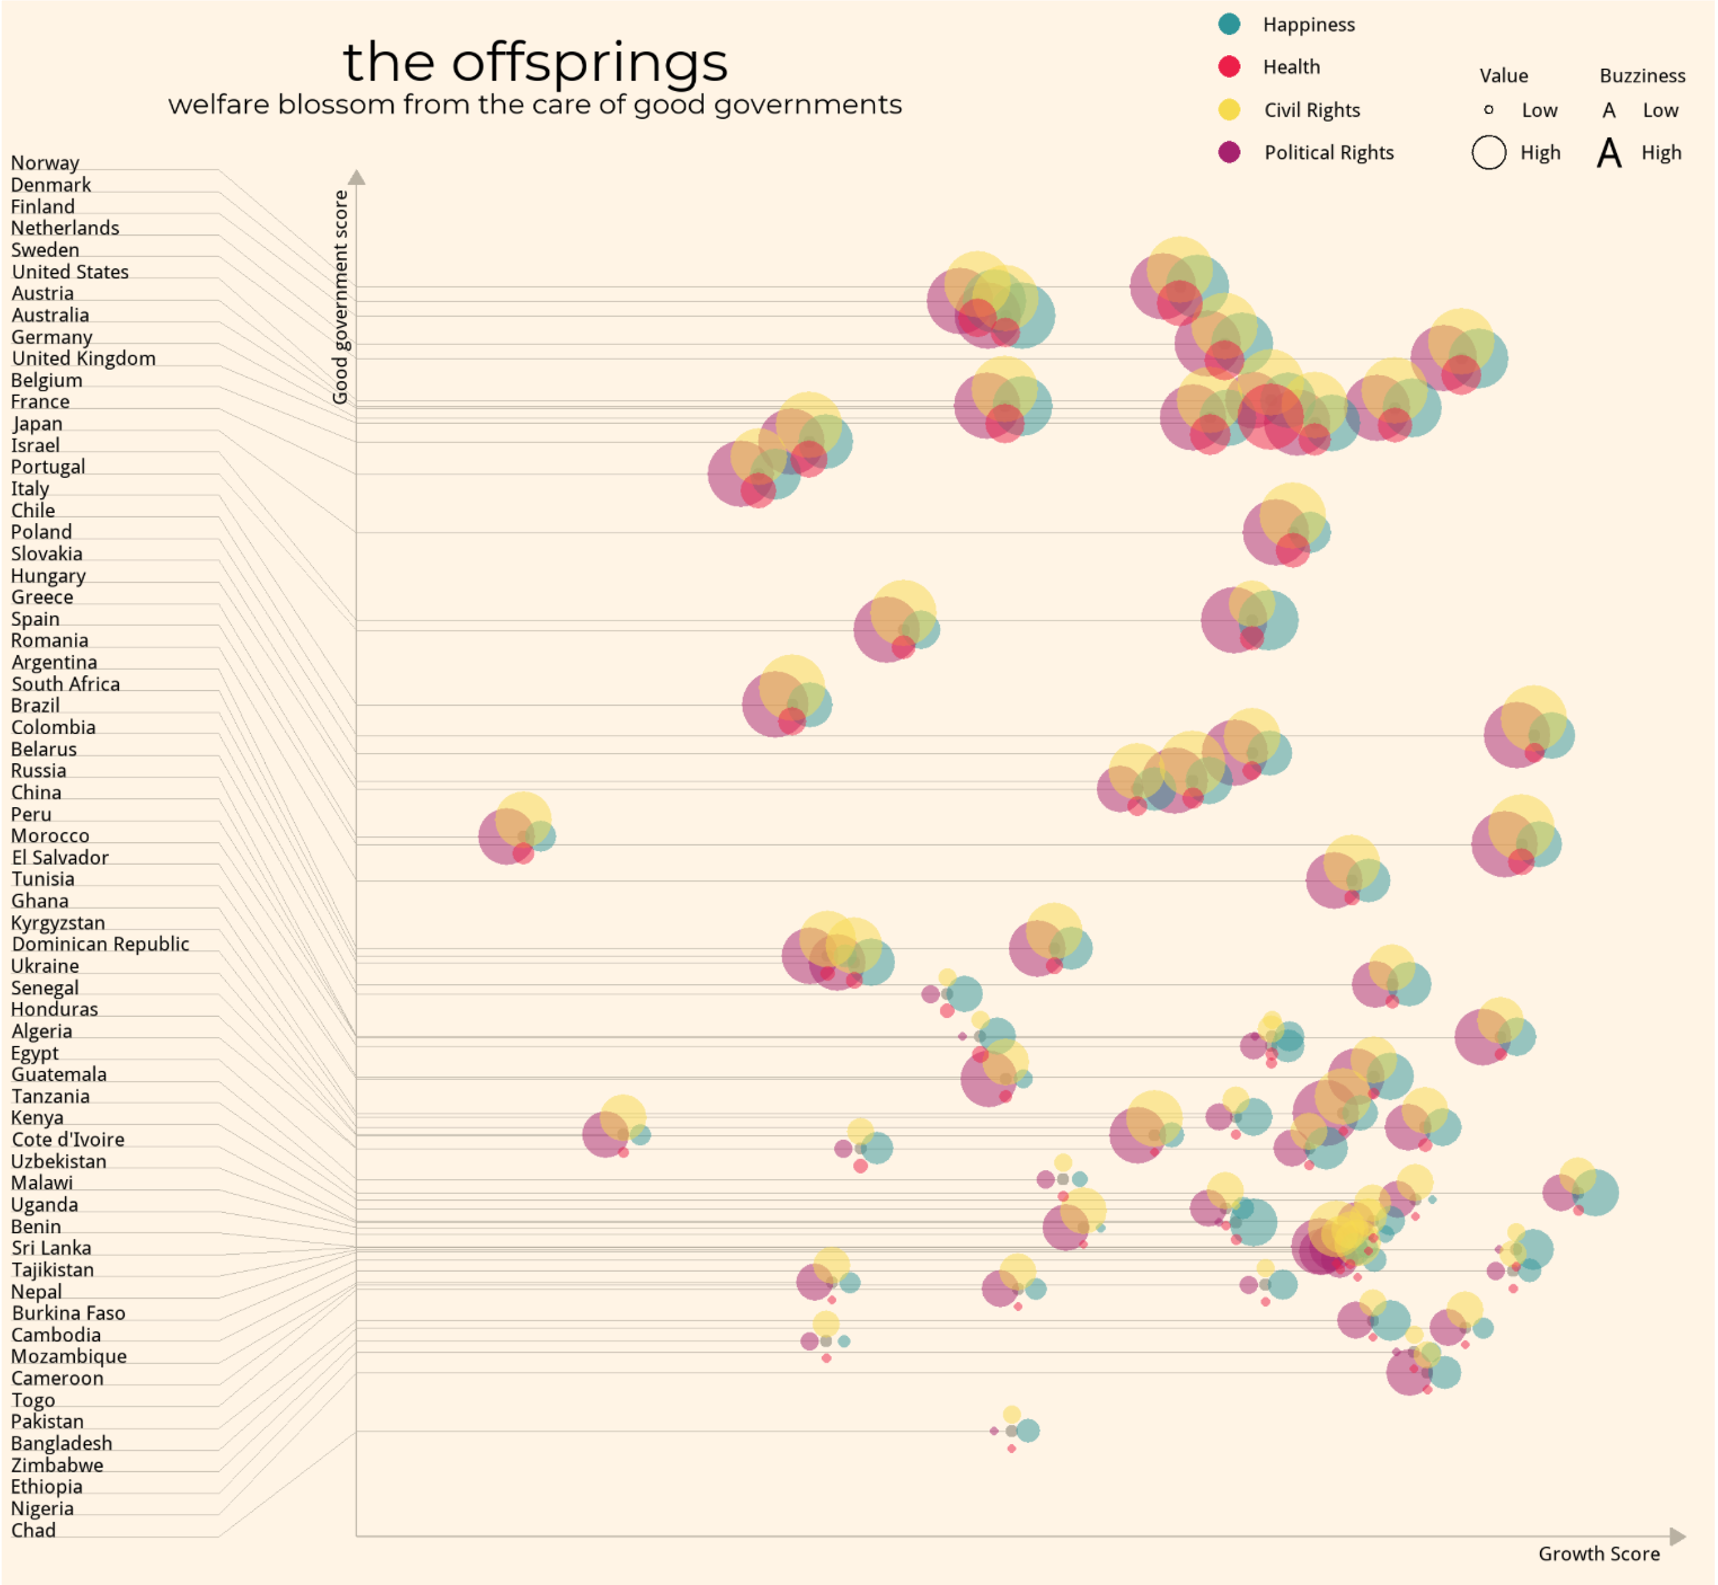 the offsprings
welfare blossom from the care of good governments
Happiness
Health
Civil Rights
Political Rights
Value
Low
High
Buzziness
A Low
A High
Norway
Denmark
Finland
Netherlands
Sweden
United States
Austria
Australia
Germany
United Kingdom
Belgium
France
Japan
Israel
Portugal
Italy
Chile
Poland
Slovakia
Hungary
Greece
Spain
Romania
Argentina
South Africa
Brazil
Colombia
Belarus
Russia
China
Peru
Morocco
El Salvador
Tunisia
Ghana
Kyrgyzstan
Dominican Republic
Ukraine
Senegal
Honduras
Algeria
Egypt
Guatemala
Tanzania
Kenya
Cote d'Ivoire
Uzbekistan
Malawi
Uganda
Benin
Sri Lanka
Tajikistan
Nepal
Burkina Faso
Cambodia
Mozambique
Cameroon
Togo
Pakistan
Bangladesh
Zimbabwe
Ethiopia
Nigeria
Chad
Good government score
Growth Score